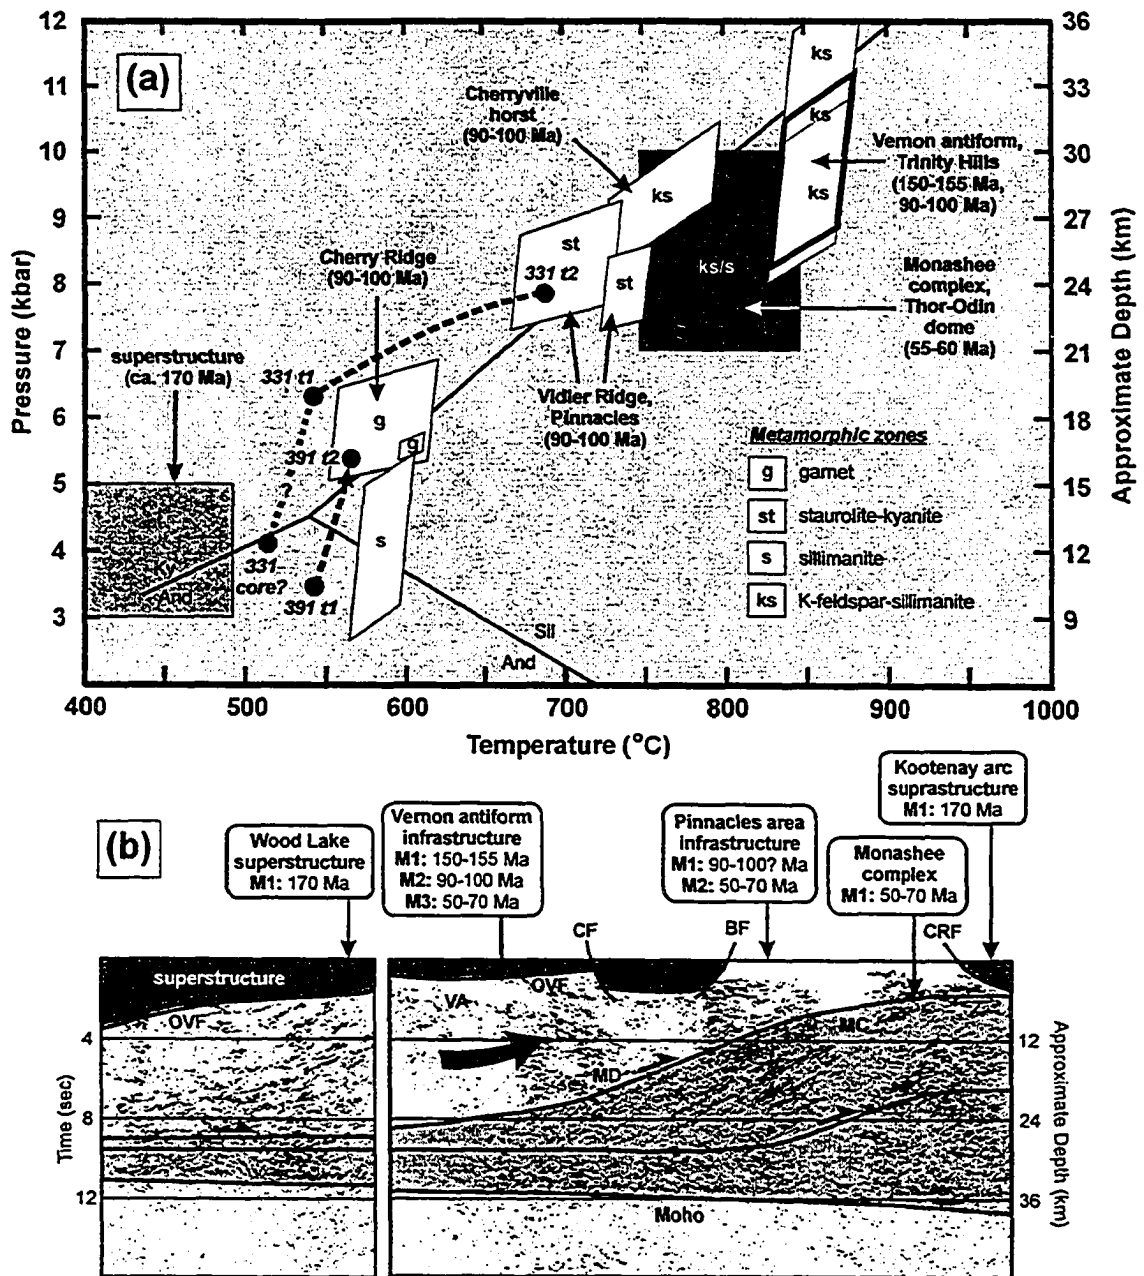 (a)
12
11
10
9
8
7
6
5
4
3
Pressure (kbar)
36
33
30
27
24
21
18
15
12
9
Approximate Depth (km)
400
500
600
700
800
900
1000
Temperature (°C)
ks
ks
ks
Vernon antiform,
Trinity Hills
(150-155 Ma,
90-100 Ma)
Cherryville
horst
(90-100 Ma)
ks
ks/s
Monashee
complex,
Thor-Odin
dome
(55-60 Ma)
st
331 t2
st
Cherry Ridge
(90-100 Ma)
superstructure
(ca. 170 Ma)
331 t1
g
g
391 t2
Vidler Ridge,
Pinnacles
(90-100 Ma)
s
331
core?
391 t1
Ky
And
Sil
And
Metamorphic zones
g garnet
st staurolite-kyanite
s sillimanite
ks K-feldspar-sillimanite
(b)
Wood Lake
superstructure
M1: 170 Ma
Vernon antiform
infrastructure
M1: 150-155 Ma
M2: 90-100 Ma
M3: 50-70 Ma
Pinnacles area
infrastructure
M1: 90-100? Ma
M2: 50-70 Ma
Monashee
complex
M1: 50-70 Ma
Kootenay arc
suprastructure
M1: 170 Ma
CF
BF
CRF
superstructure
OVF
VA
OVF
MD
MC
Moho
4
8
12
Time (sec)
12
24
36
Approximate Depth (km)